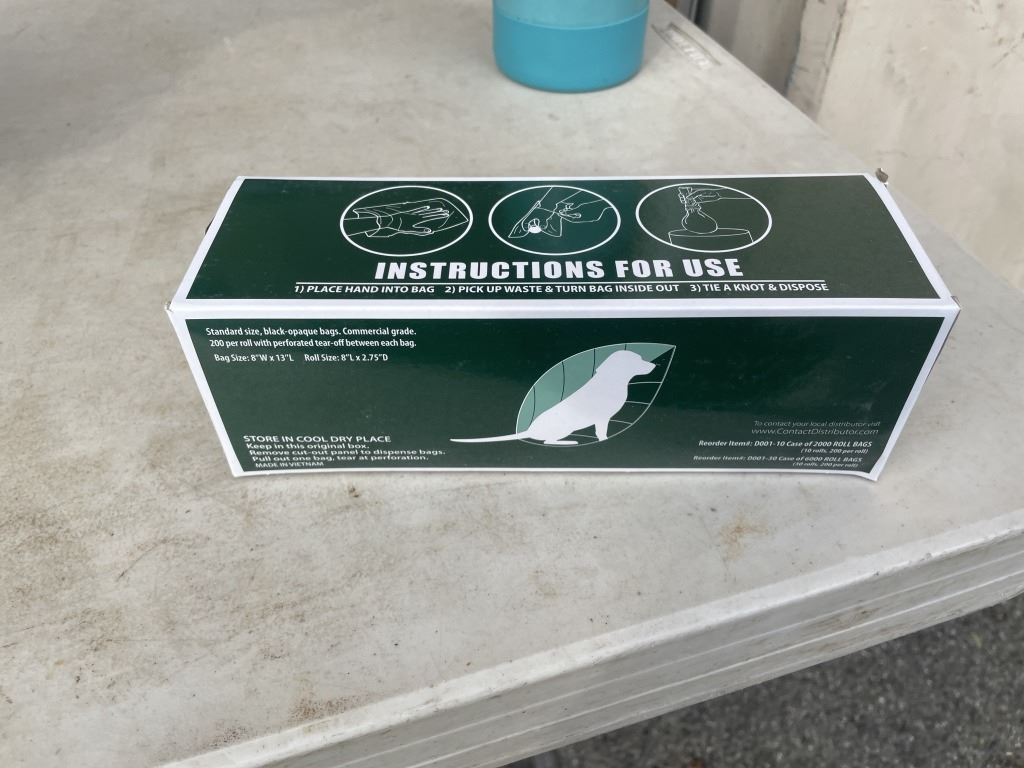 INSTRUCTIONS FOR USE
1) PLACE HAND INTO BAG 2) PICK UP WASTE & TURN BAG INSIDE OUT 3) TIE A KNOT & DISPOSE
Standard size, black-opaque bags. Commercial grade.
200 per roll with perforated tear-off between each bag.
Bag Size: 8"W x 13"L Roll Size: 8"L x 2.75"D
STORE IN COOL DRY PLACE
Keep in this original box.
Remove cut-out panel to dispense bags.
Pull out one bag, tear at perforation.
MADE IN VIETNAM
To contact your local distributor visit
www.ContactDistributor.com
Reorder Item#: D001-10 Case of 2000 ROLL BAGS
(10 rolls, 200 per roll)
Reorder Item#: D001-30 Case of 6000 ROLL BAGS
(30 rolls, 200 per roll)